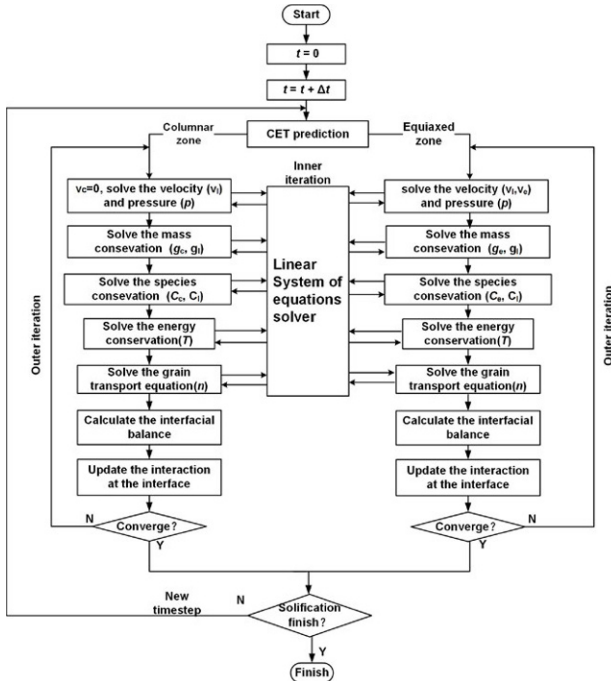 Start
t = 0
t = t + Δt
Columnar
zone
CET prediction
Equiaxed
zone
Inner
iteration
vc=0, solve the velocity (vl)
and pressure (p)
solve the velocity (vl,ve)
and pressure (p)
Solve the mass
consevation (gc, gl)
Solve the mass
consevation (ge, gl)
Linear
System of
equations
solver
Solve the species
consevation (Cc, Cl)
Solve the species
consevation (Ce, Cl)
Solve the energy
conservation(T)
Solve the energy
conservation(T)
Solve the grain
transport equation(n)
Solve the grain
transport equation(n)
Calculate the interfacial
balance
Calculate the interfacial
balance
Update the interaction
at the interface
Update the interaction
at the interface
Outer iteration
Outer iteration
N
Converge?
Y
Converge?
N
Y
New
timestep
N
Solification
finish?
Y
Finish